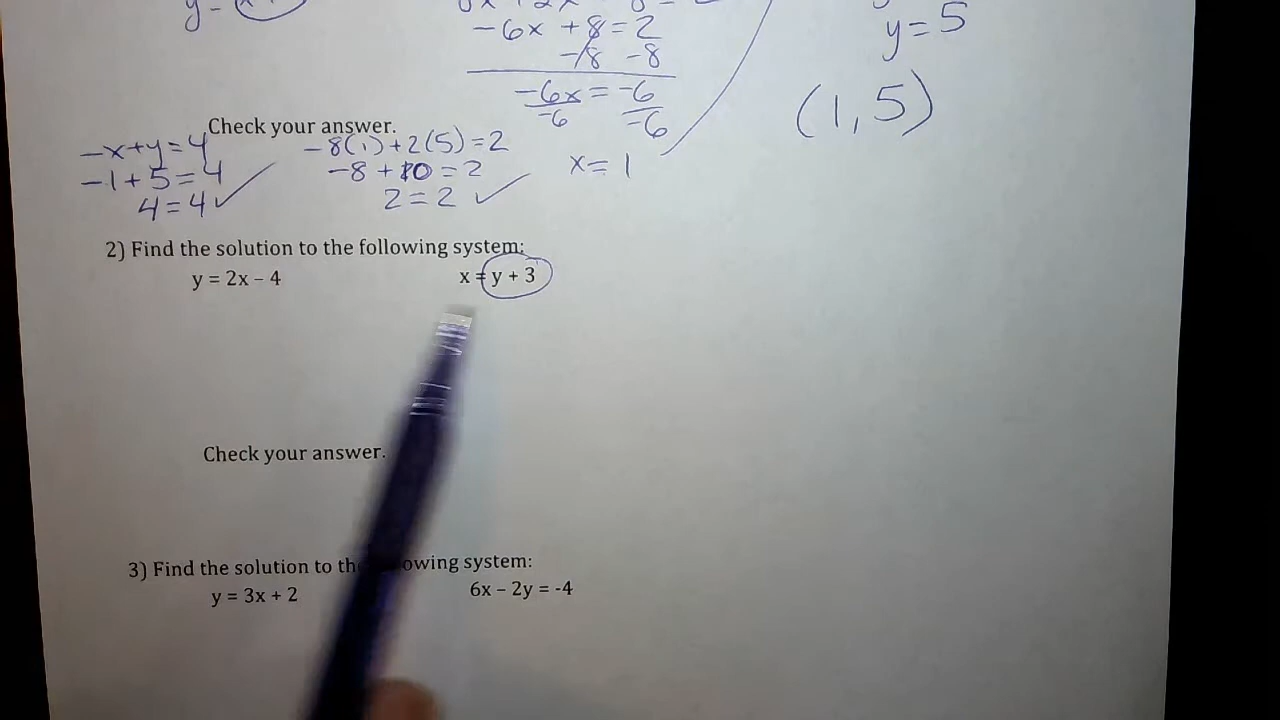 y =
-6x + 8 = 2
-8 -8
-6x = -6
-6 -6
x = 1
y = 5
(1, 5)
Check your answer.
-x+y=4
-1+5=4
4=4 ✓
-8(1)+2(5)=2
-8+10=2
2=2 ✓
2) Find the solution to the following system:
y = 2x – 4 x = y + 3
Check your answer.
3) Find the solution to the following system:
y = 3x + 2 6x – 2y = -4